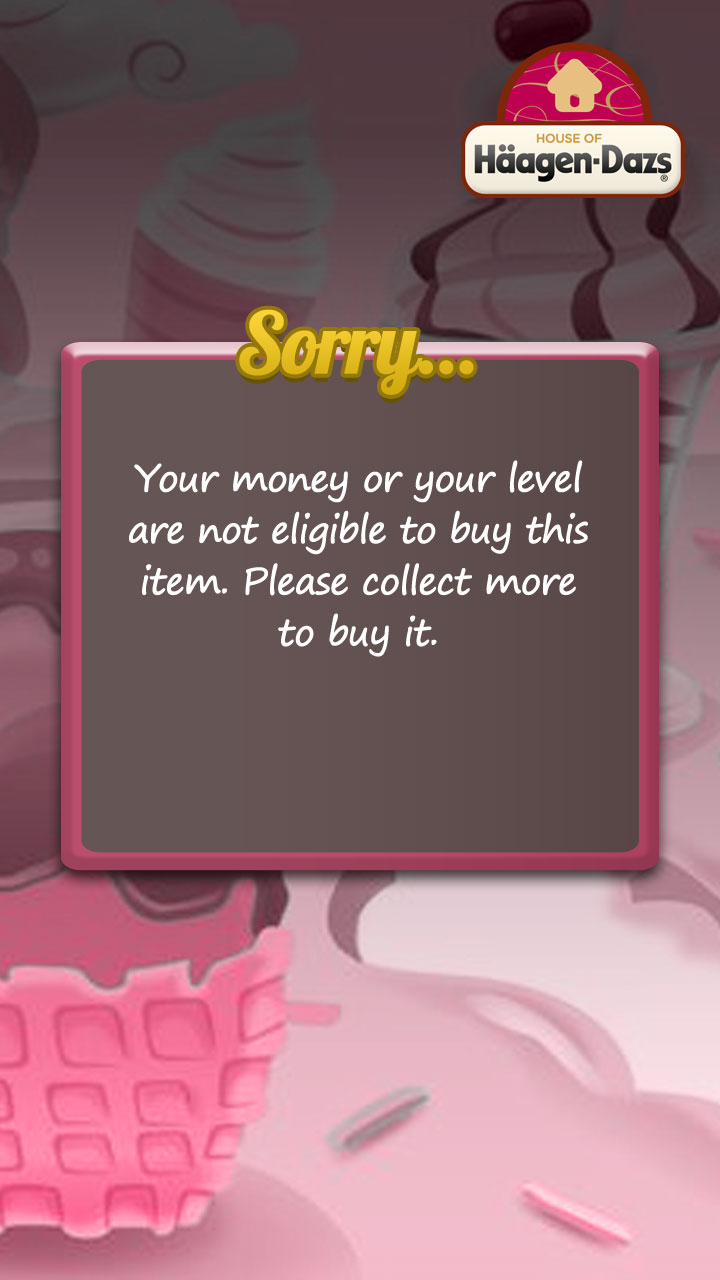 HOUSE OF
Häagen-Dazs®
Sorry...
Your money or your level
are not eligible to buy this
item. Please collect more
to buy it.